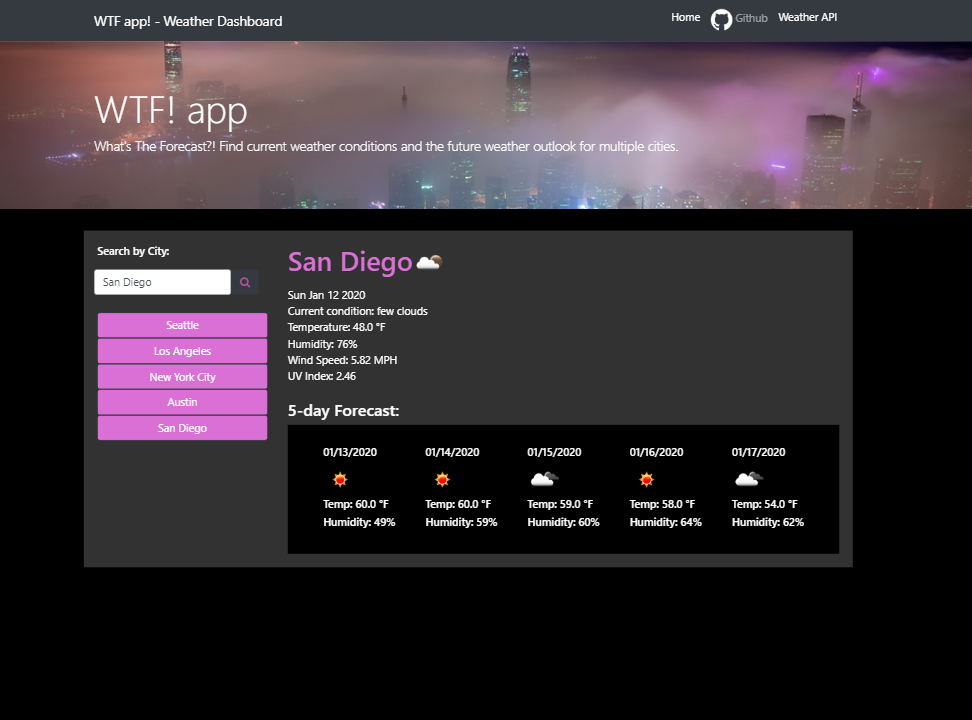 WTF app! - Weather Dashboard
Home Github Weather API
WTF! app
What's The Forecast?! Find current weather conditions and the future weather outlook for multiple cities.
Search by City:
San Diego
Seattle
Los Angeles
New York City
Austin
San Diego
San Diego
Sun Jan 12 2020
Current condition: few clouds
Temperature: 48.0 °F
Humidity: 76%
Wind Speed: 5.82 MPH
UV Index: 2.46
5-day Forecast:
01/13/2020 01/14/2020 01/15/2020 01/16/2020 01/17/2020
Temp: 60.0 °F Temp: 60.0 °F Temp: 59.0 °F Temp: 58.0 °F Temp: 54.0 °F
Humidity: 49% Humidity: 59% Humidity: 60% Humidity: 64% Humidity: 62%